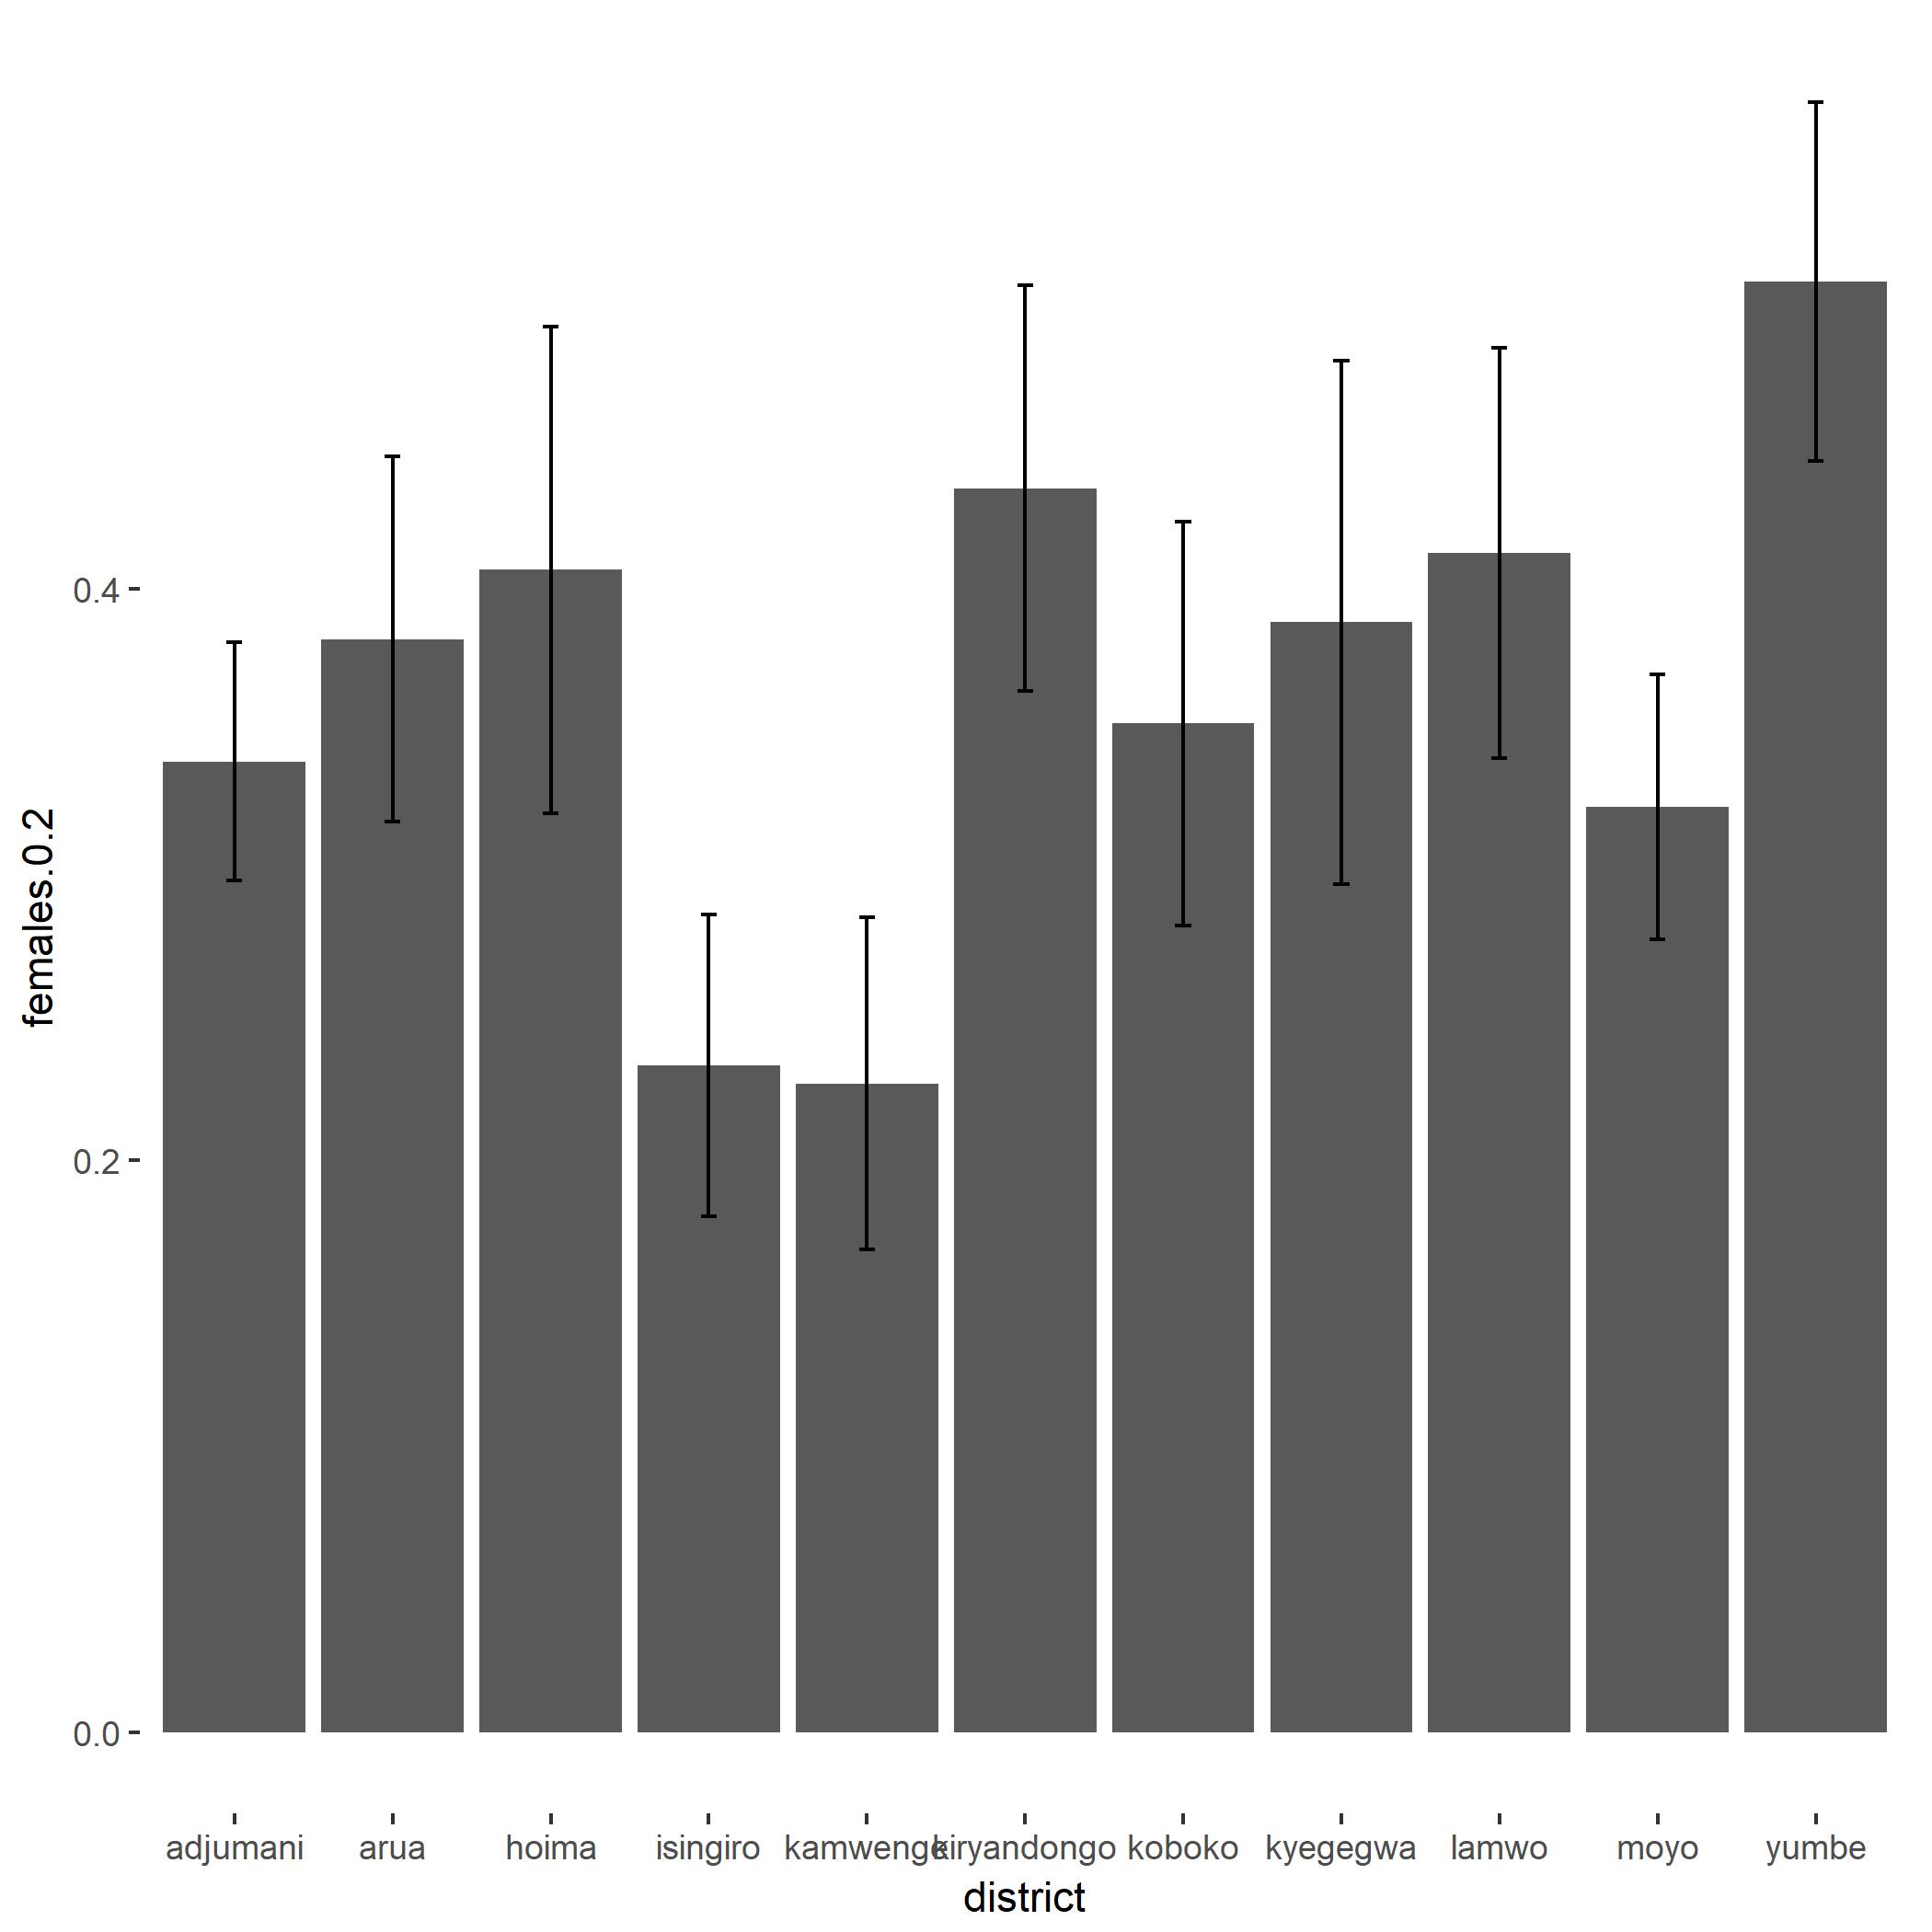 females.0.2
0.4
0.2
0.0
adjumani arua hoima isingiro kamwenge kiryandongo koboko kyegegwa lamwo moyo yumbe
district